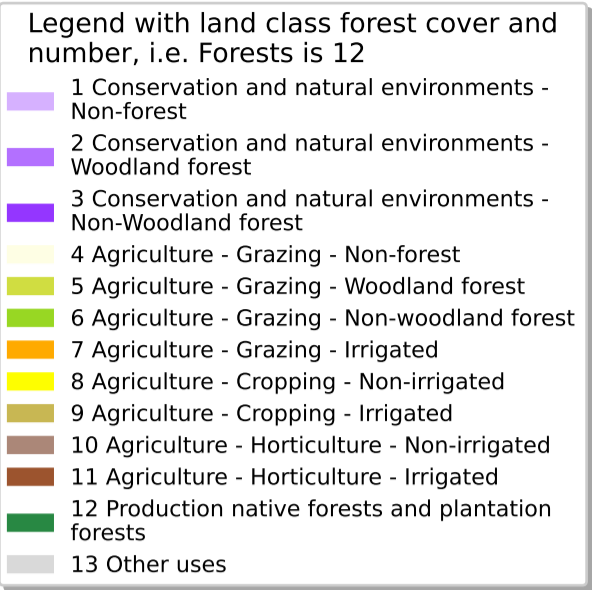 Legend with land class forest cover and
number, i.e. Forests is 12
1 Conservation and natural environments -
Non-forest
2 Conservation and natural environments -
Woodland forest
3 Conservation and natural environments -
Non-Woodland forest
4 Agriculture - Grazing - Non-forest
5 Agriculture - Grazing - Woodland forest
6 Agriculture - Grazing - Non-woodland forest
7 Agriculture - Grazing - Irrigated
8 Agriculture - Cropping - Non-irrigated
9 Agriculture - Cropping - Irrigated
10 Agriculture - Horticulture - Non-irrigated
11 Agriculture - Horticulture - Irrigated
12 Production native forests and plantation
forests
13 Other uses